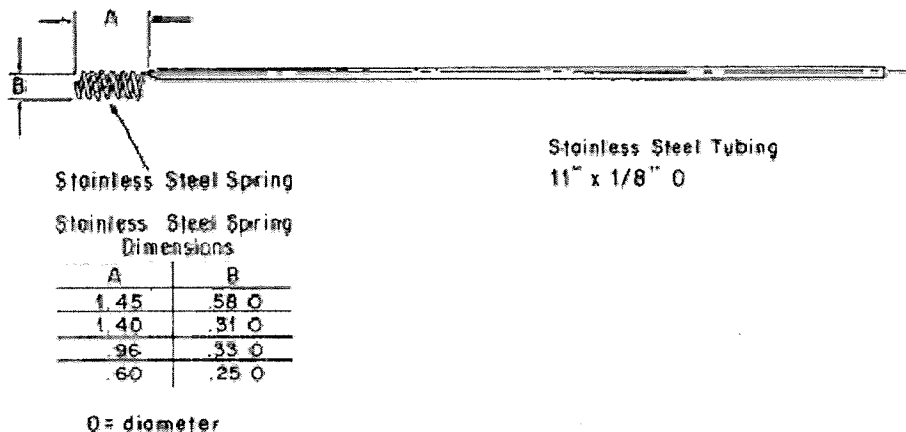 A
B
Stainless Steel Tubing
11" x 1/8" O
Stainless Steel Spring
Stainless Steel Spring
Dimensions
A B
1.45 .58 O
1.40 .31 O
.96 .33 O
.60 .25 O
O = diameter